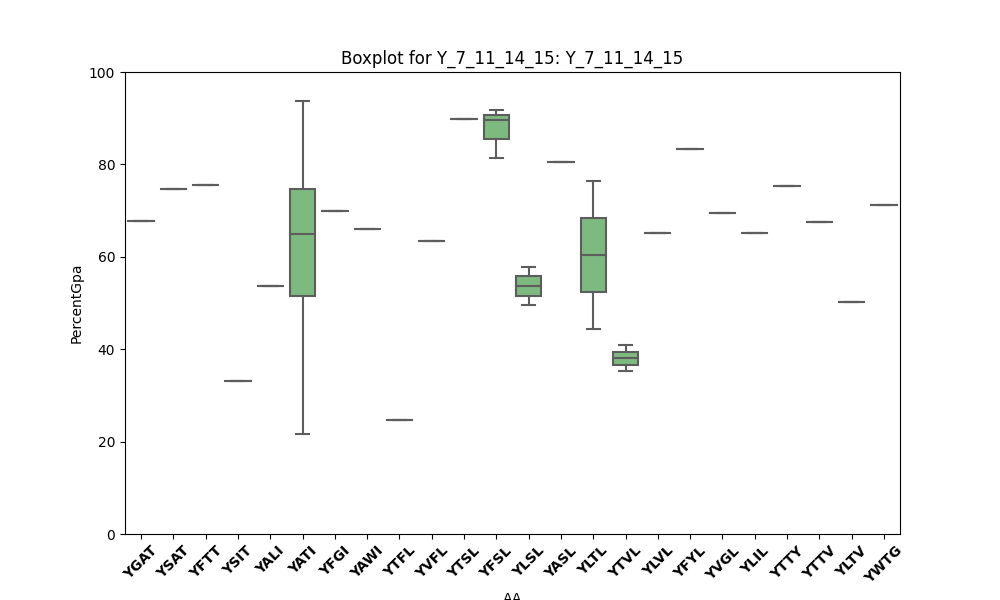 Boxplot for Y_7_11_14_15: Y_7_11_14_15
100
80
60
40
20
0
PercentGpa
YGAT YSAT YFTT YSIT YALI YATI YFGI YAWI YTFL YVFL YTSL YFSL YLSL YASL YLTL YTVL YLVL YFYL YVGL YLIL YTTY YTTV YLTV YWTG
AA